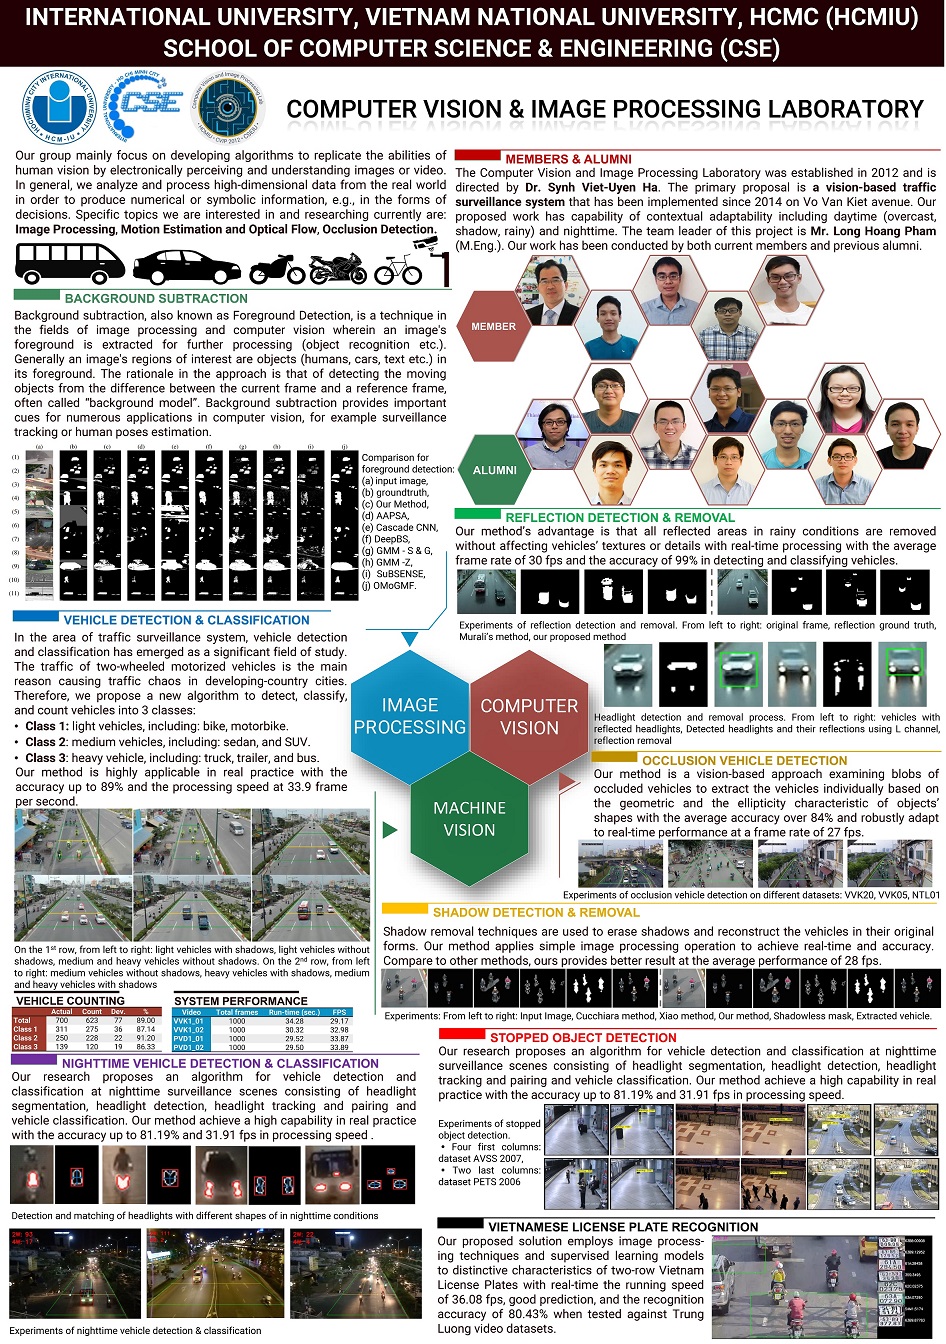 INTERNATIONAL UNIVERSITY, VIETNAM NATIONAL UNIVERSITY, HCMC (HCMIU)
SCHOOL OF COMPUTER SCIENCE & ENGINEERING (CSE)
COMPUTER VISION & IMAGE PROCESSING LABORATORY
Our group mainly focus on developing algorithms to replicate the abilities of
human vision by electronically perceiving and understanding images or video.
In general, we analyze and process high-dimensional data from the real world
in order to produce numerical or symbolic information, e.g., in the forms of
decisions. Specific topics we are interested in and researching currently are:
Image Processing, Motion Estimation and Optical Flow, Occlusion Detection.
BACKGROUND SUBTRACTION
Background subtraction, also known as Foreground Detection, is a technique in
the fields of image processing and computer vision wherein an image's
foreground is extracted for further processing (object recognition etc.).
Generally an image's regions of interest are objects (humans, cars, text etc.) in
its foreground. The rationale in the approach is that of detecting the moving
objects from the difference between the current frame and a reference frame,
often called "background model”. Background subtraction provides important
cues for numerous applications in computer vision, for example surveillance
tracking or human poses estimation.
(a) (b) (c) (d) (e) (f) (g) (h) (i) (j)
(1)
(2)
(3)
(4)
(5)
(6)
(7)
(8)
(9)
(10)
(11)
Comparison for
foreground detection:
(a) input image,
(b) groundtruth,
(c) Our Method,
(d) AAPSA,
(e) Cascade CNN,
(f) DeepBS,
(g) GMM - S & G,
(h) GMM -Z,
(i) SuBSENSE,
(j) OMoGMF.
VEHICLE DETECTION & CLASSIFICATION
In the area of traffic surveillance system, vehicle detection
and classification has emerged as a significant field of study.
The traffic of two-wheeled motorized vehicles is the main
reason causing traffic chaos in developing-country cities.
Therefore, we propose a new algorithm to detect, classify,
and count vehicles into 3 classes:
• Class 1: light vehicles, including: bike, motorbike.
• Class 2: medium vehicles, including: sedan, and SUV.
• Class 3: heavy vehicle, including: truck, trailer, and bus.
Our method is highly applicable in real practice with the
accuracy up to 89% and the processing speed at 33.9 frame
per second.
On the 1st row, from left to right: light vehicles with shadows, light vehicles without
shadows, medium and heavy vehicles without shadows. On the 2nd row, from left
to right: medium vehicles without shadows, heavy vehicles with shadows, medium
and heavy vehicles with shadows
VEHICLE COUNTING
Actual Count Dev. %
Total 700 623 77 89.00
Class 1 311 275 36 87.14
Class 2 250 228 22 91.20
Class 3 139 120 19 86.33
SYSTEM PERFORMANCE
Video Total frames Run-time (sec.) FPS
VVK1_01 1000 34.28 29.17
VVK1_02 1000 30.32 32.98
PVD1_01 1000 29.52 33.87
PVD1_02 1000 29.50 33.89
NIGHTTIME VEHICLE DETECTION & CLASSIFICATION
Our research proposes an algorithm for vehicle detection and
classification at nighttime surveillance scenes consisting of headlight
segmentation, headlight detection, headlight tracking and pairing and
vehicle classification. Our method achieve a high capability in real practice
with the accuracy up to 81.19% and 31.91 fps in processing speed .
Detection and matching of headlights with different shapes of in nighttime conditions
Experiments of nighttime vehicle detection & classification
IMAGE
PROCESSING
COMPUTER
VISION
MACHINE
VISION
MEMBERS & ALUMNI
The Computer Vision and Image Processing Laboratory was established in 2012 and is
directed by Dr. Synh Viet-Uyen Ha. The primary proposal is a vision-based traffic
surveillance system that has been implemented since 2014 on Vo Van Kiet avenue. Our
proposed work has capability of contextual adaptability including daytime (overcast,
shadow, rainy) and nighttime. The team leader of this project is Mr. Long Hoang Pham
(M.Eng.). Our work has been conducted by both current members and previous alumni.
MEMBER
ALUMNI
REFLECTION DETECTION & REMOVAL
Our method's advantage is that all reflected areas in rainy conditions are removed
without affecting vehicles’ textures or details with real-time processing with the average
frame rate of 30 fps and the accuracy of 99% in detecting and classifying vehicles.
Experiments of reflection detection and removal. From left to right: original frame, reflection ground truth,
Murali's method, our proposed method
Headlight detection and removal process. From left to right: vehicles with
reflected headlights, Detected headlights and their reflections using L channel,
reflection removal
OCCLUSION VEHICLE DETECTION
Our method is a vision-based approach examining blobs of
occluded vehicles to extract the vehicles individually based on
the geometric and the ellipticity characteristic of objects’
shapes with the average accuracy over 84% and robustly adapt
to real-time performance at a frame rate of 27 fps.
Experiments of occlusion vehicle detection on different datasets: VVK20, VVK05, NTL01
SHADOW DETECTION & REMOVAL
Shadow removal techniques are used to erase shadows and reconstruct the vehicles in their original
forms. Our method applies simple image processing operation to achieve real-time and accuracy.
Compare to other methods, ours provides better result at the average performance of 28 fps.
Experiments: From left to right: Input Image, Cucchiara method, Xiao method, Our method, Shadowless mask, Extracted vehicle.
STOPPED OBJECT DETECTION
Our research proposes an algorithm for vehicle detection and classification at nighttime
surveillance scenes consisting of headlight segmentation, headlight detection, headlight
tracking and pairing and vehicle classification. Our method achieve a high capability in real
practice with the accuracy up to 81.19% and 31.91 fps in processing speed.
Experiments of stopped
object detection.
• Four first columns:
dataset AVSS 2007,
• Two last columns:
dataset PETS 2006
VIETNAMESE LICENSE PLATE RECOGNITION
Our proposed solution employs image process-
ing techniques and supervised learning models
to distinctive characteristics of two-row Vietnam
License Plates with real-time the running speed
of 36.08 fps, good prediction, and the recognition
accuracy of 80.43% when tested against Trung
Luong video datasets.